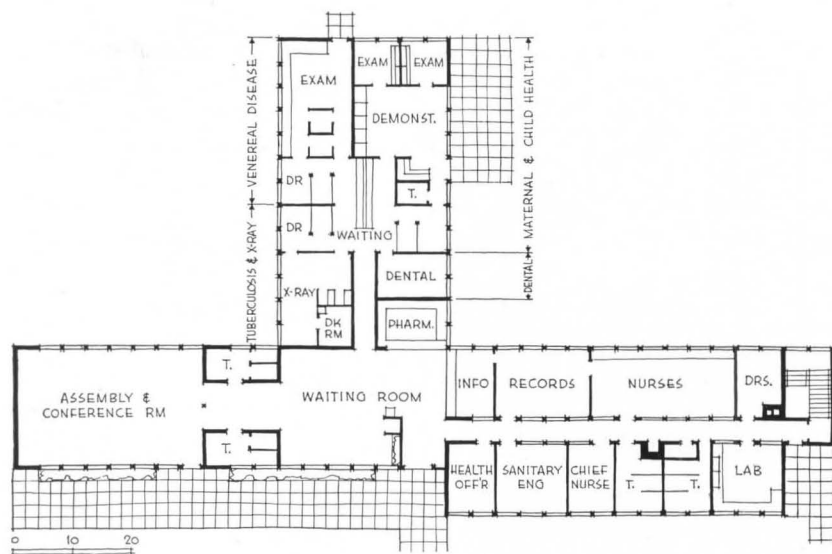 VENEREAL DISEASE
TUBERCULOSIS & X-RAY
MATERNAL & CHILD HEALTH
DENTAL
EXAM
EXAM
EXAM
DEMONST.
DR
T.
DR
WAITING
X-RAY
DENTAL
DK
RM
PHARM.
T.
ASSEMBLY &
CONFERENCE RM
WAITING ROOM
INFO
RECORDS
NURSES
DRS.
T.
HEALTH
OFF'R
SANITARY
ENG
CHIEF
NURSE
T.
T.
LAB
0 10 20